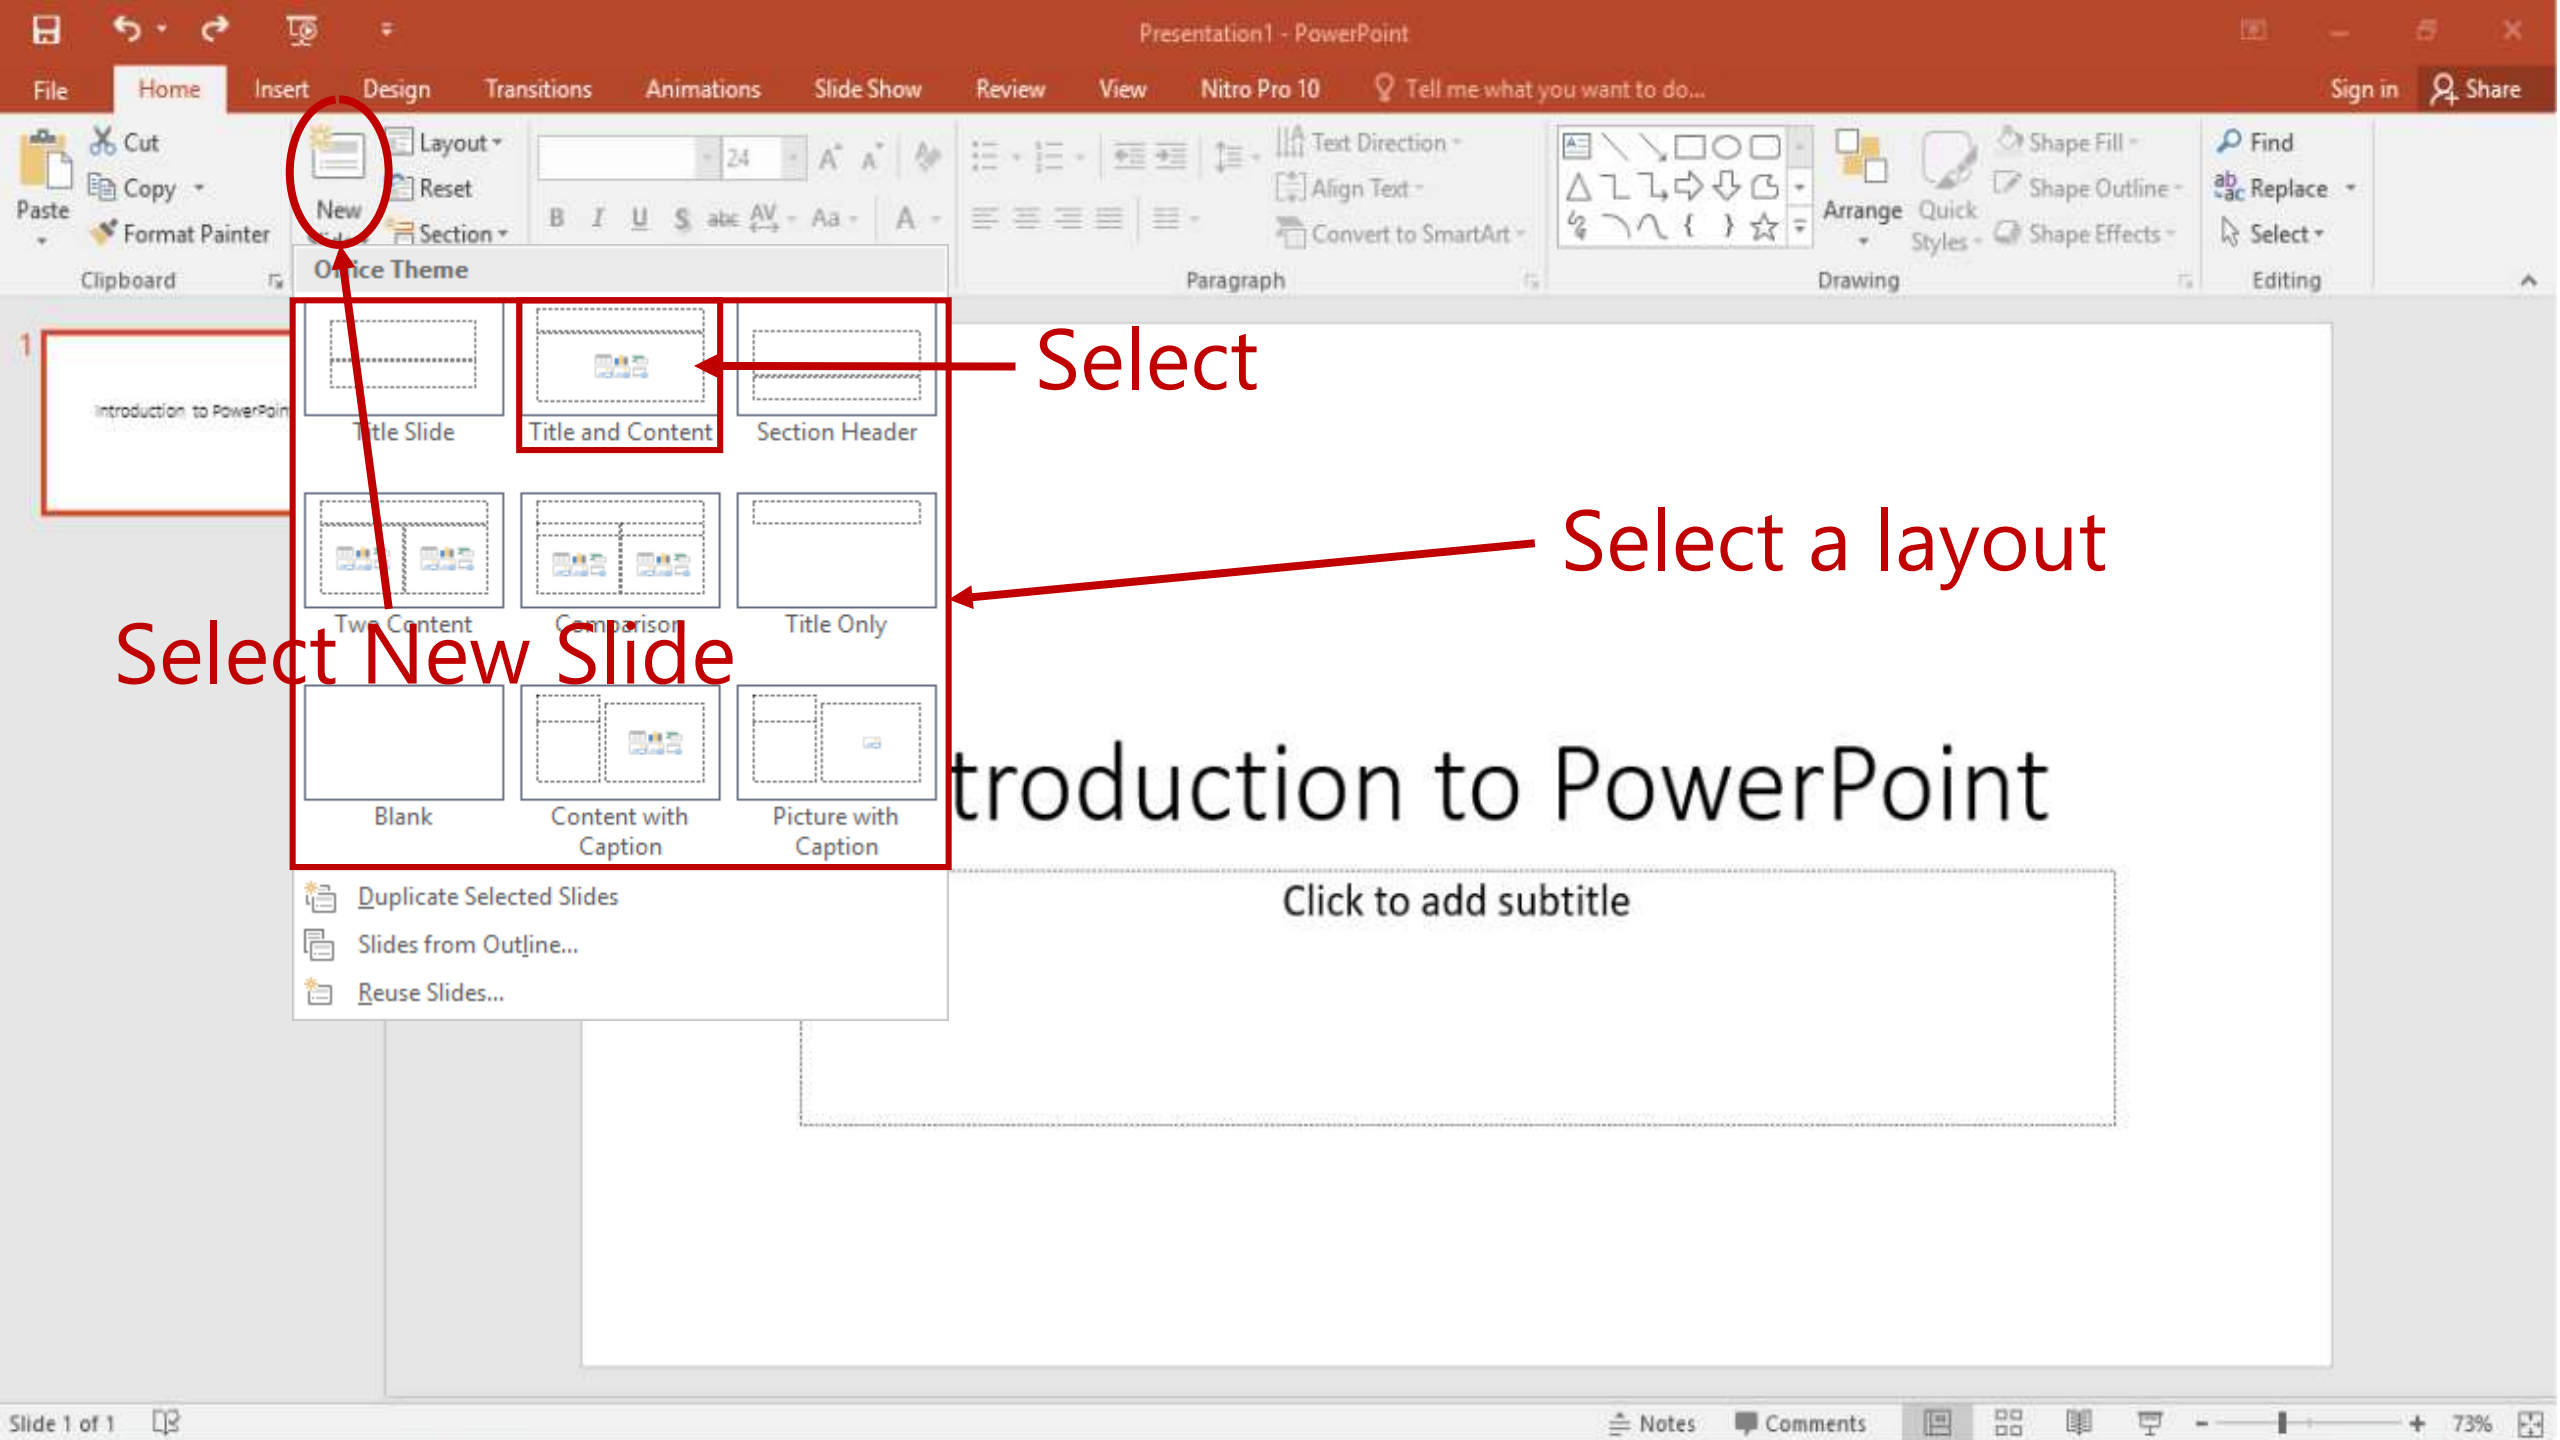 Presentation1 - PowerPoint
File Home Insert Design Transitions Animations Slide Show Review View Nitro Pro 10 Tell me what you want to do... Sign in Share
Paste
Cut
Copy
Format Painter
Clipboard
New
Layout
Reset
Section
24
B I U S abc AV Aa A
Text Direction
Align Text
Convert to SmartArt
Paragraph
Arrange
Quick
Styles
Shape Fill
Shape Outline
Shape Effects
Drawing
Find
Replace
Select
Editing
Office Theme
Title Slide
Title and Content
Section Header
Two Content
Comparison
Title Only
Blank
Content with
Caption
Picture with
Caption
Duplicate Selected Slides
Slides from Outline...
Reuse Slides...
1
Introduction to PowerPoin
Select
Select a layout
Select New Slide
troduction to PowerPoint
Click to add subtitle
Slide 1 of 1
Notes
Comments
73%